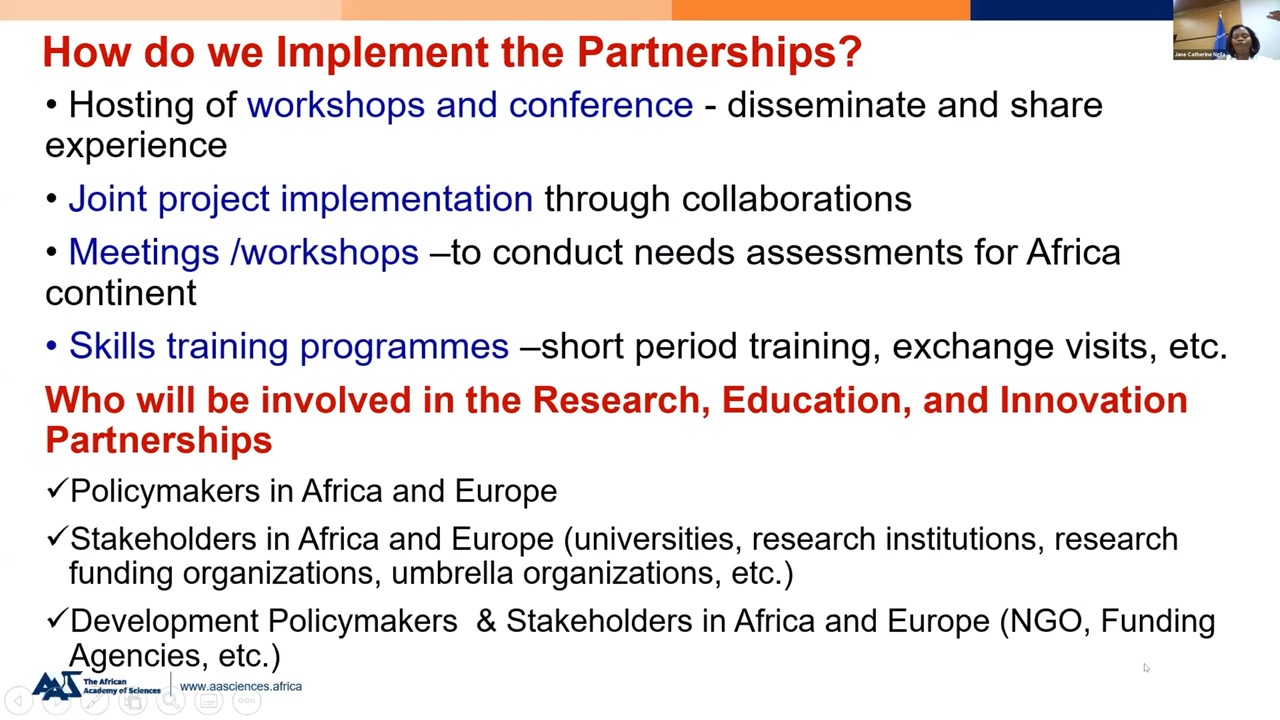 How do we Implement the Partnerships?
Jane Catherine Ngila
• Hosting of workshops and conference - disseminate and share
experience
• Joint project implementation through collaborations
• Meetings /workshops –to conduct needs assessments for Africa
continent
• Skills training programmes –short period training, exchange visits, etc.
Who will be involved in the Research, Education, and Innovation
Partnerships
✓Policymakers in Africa and Europe
✓Stakeholders in Africa and Europe (universities, research institutions, research
funding organizations, umbrella organizations, etc.)
✓Development Policymakers & Stakeholders in Africa and Europe (NGO, Funding
Agencies, etc.)
AAS
The African
Academy of Sciences
www.aasciences.africa